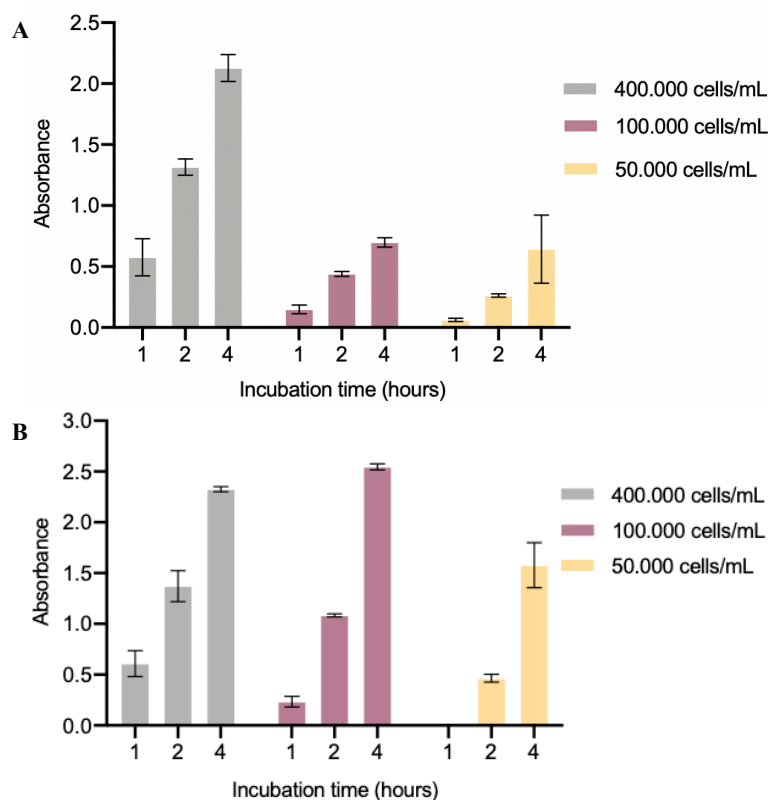 A
2.5
2.0
1.5
1.0
0.5
0.0
Absorbance
1 2 4 1 2 4 1 2 4
Incubation time (hours)
400.000 cells/mL
100.000 cells/mL
50.000 cells/mL
B
3.0
2.5
2.0
1.5
1.0
0.5
0.0
Absorbance
1 2 4 1 2 4 1 2 4
Incubation time (hours)
400.000 cells/mL
100.000 cells/mL
50.000 cells/mL